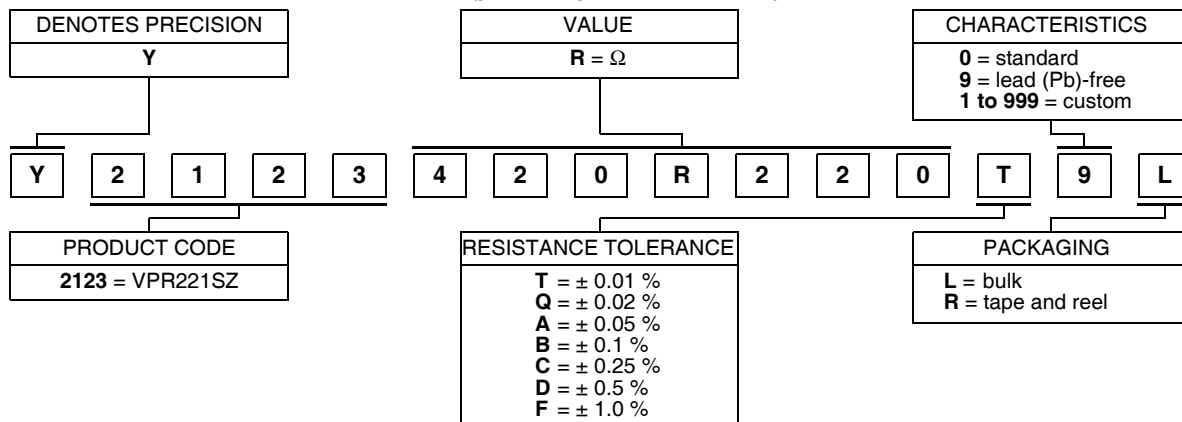 DENOTES PRECISION
Y
VALUE
R = Ω
CHARACTERISTICS
0 = standard
9 = lead (Pb)-free
1 to 999 = custom
Y 2 1 2 3 4 2 0 R 2 2 0 T 9 L
PRODUCT CODE
2123 = VPR221SZ
RESISTANCE TOLERANCE
T = ± 0.01 %
Q = ± 0.02 %
A = ± 0.05 %
B = ± 0.1 %
C = ± 0.25 %
D = ± 0.5 %
F = ± 1.0 %
PACKAGING
L = bulk
R = tape and reel